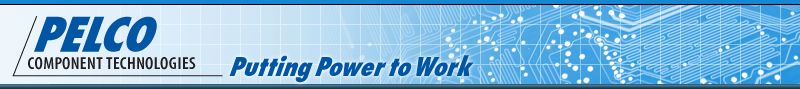 PELCO
COMPONENT TECHNOLOGIES
Putting Power to Work